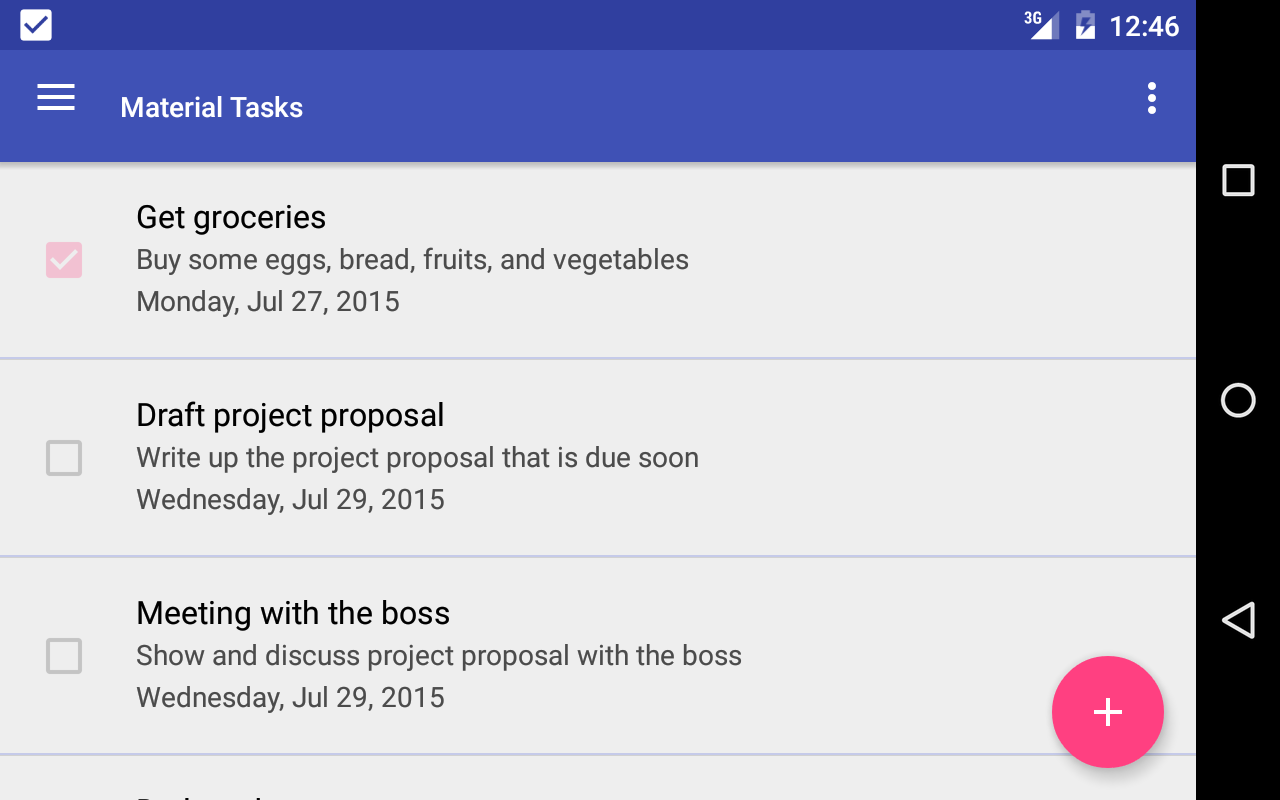 3G 12:46
Material Tasks
Get groceries
Buy some eggs, bread, fruits, and vegetables
Monday, Jul 27, 2015
Draft project proposal
Write up the project proposal that is due soon
Wednesday, Jul 29, 2015
Meeting with the boss
Show and discuss project proposal with the boss
Wednesday, Jul 29, 2015